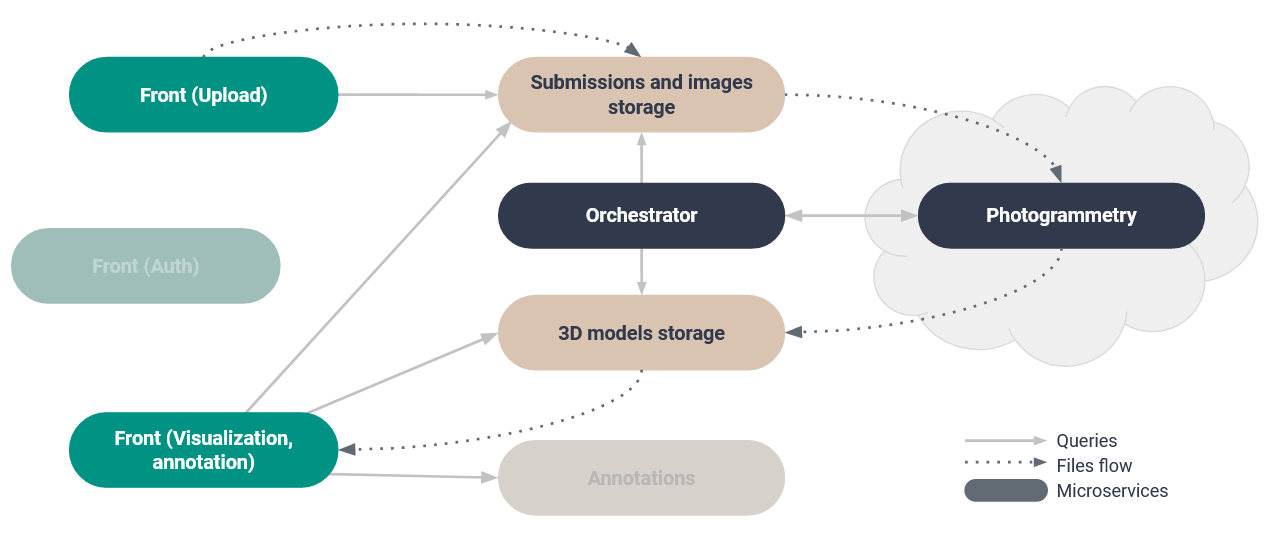 Front (Upload)
Submissions and images
storage
Orchestrator
Photogrammetry
Front (Auth)
3D models storage
Front (Visualization,
annotation)
Annotations
Queries
Files flow
Microservices